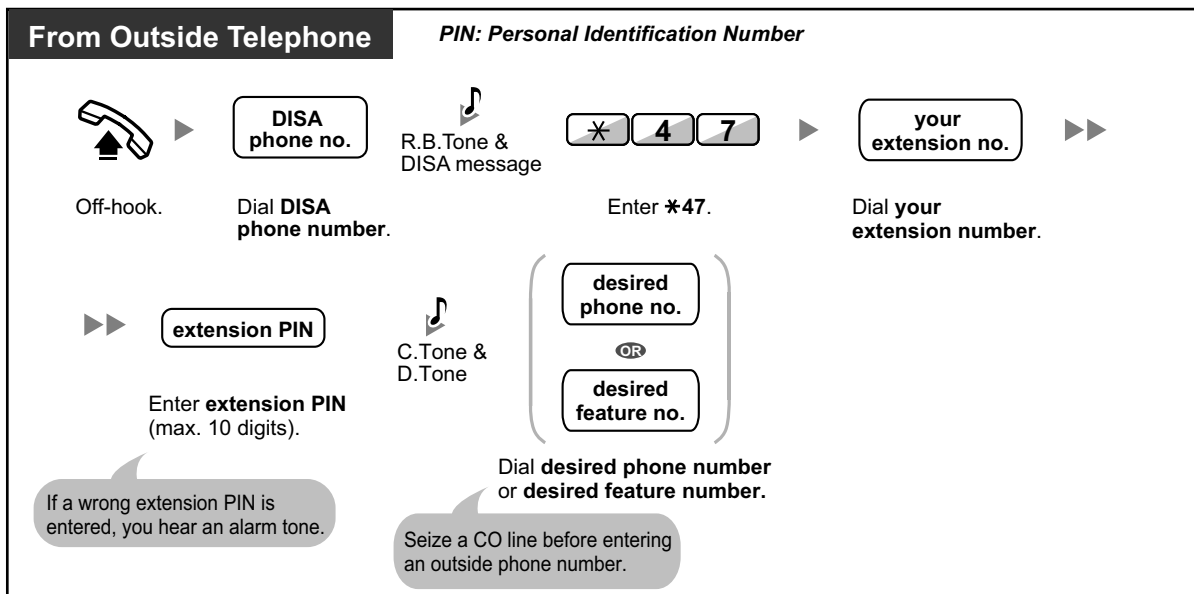 From Outside Telephone
PIN: Personal Identification Number
DISA
phone no.
R.B.Tone &
DISA message
* 4 7
your
extension no.
Off-hook.
Dial DISA
phone number.
Enter *47.
Dial your
extension number.
extension PIN
C.Tone &
D.Tone
desired
phone no.
OR
desired
feature no.
Enter extension PIN
(max. 10 digits).
Dial desired phone number
or desired feature number.
If a wrong extension PIN is
entered, you hear an alarm tone.
Seize a CO line before entering
an outside phone number.